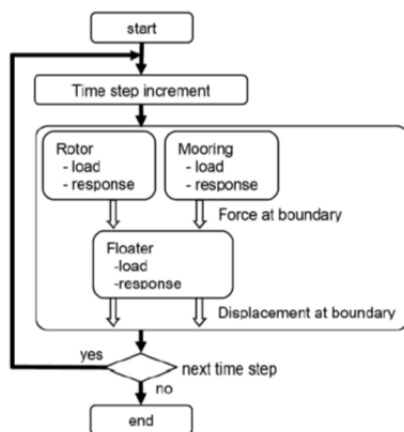 start
Time step increment
Rotor
- load
- response
Mooring
- load
- response
Force at boundary
Floater
-load
-response
Displacement at boundary
yes
next time step
no
end